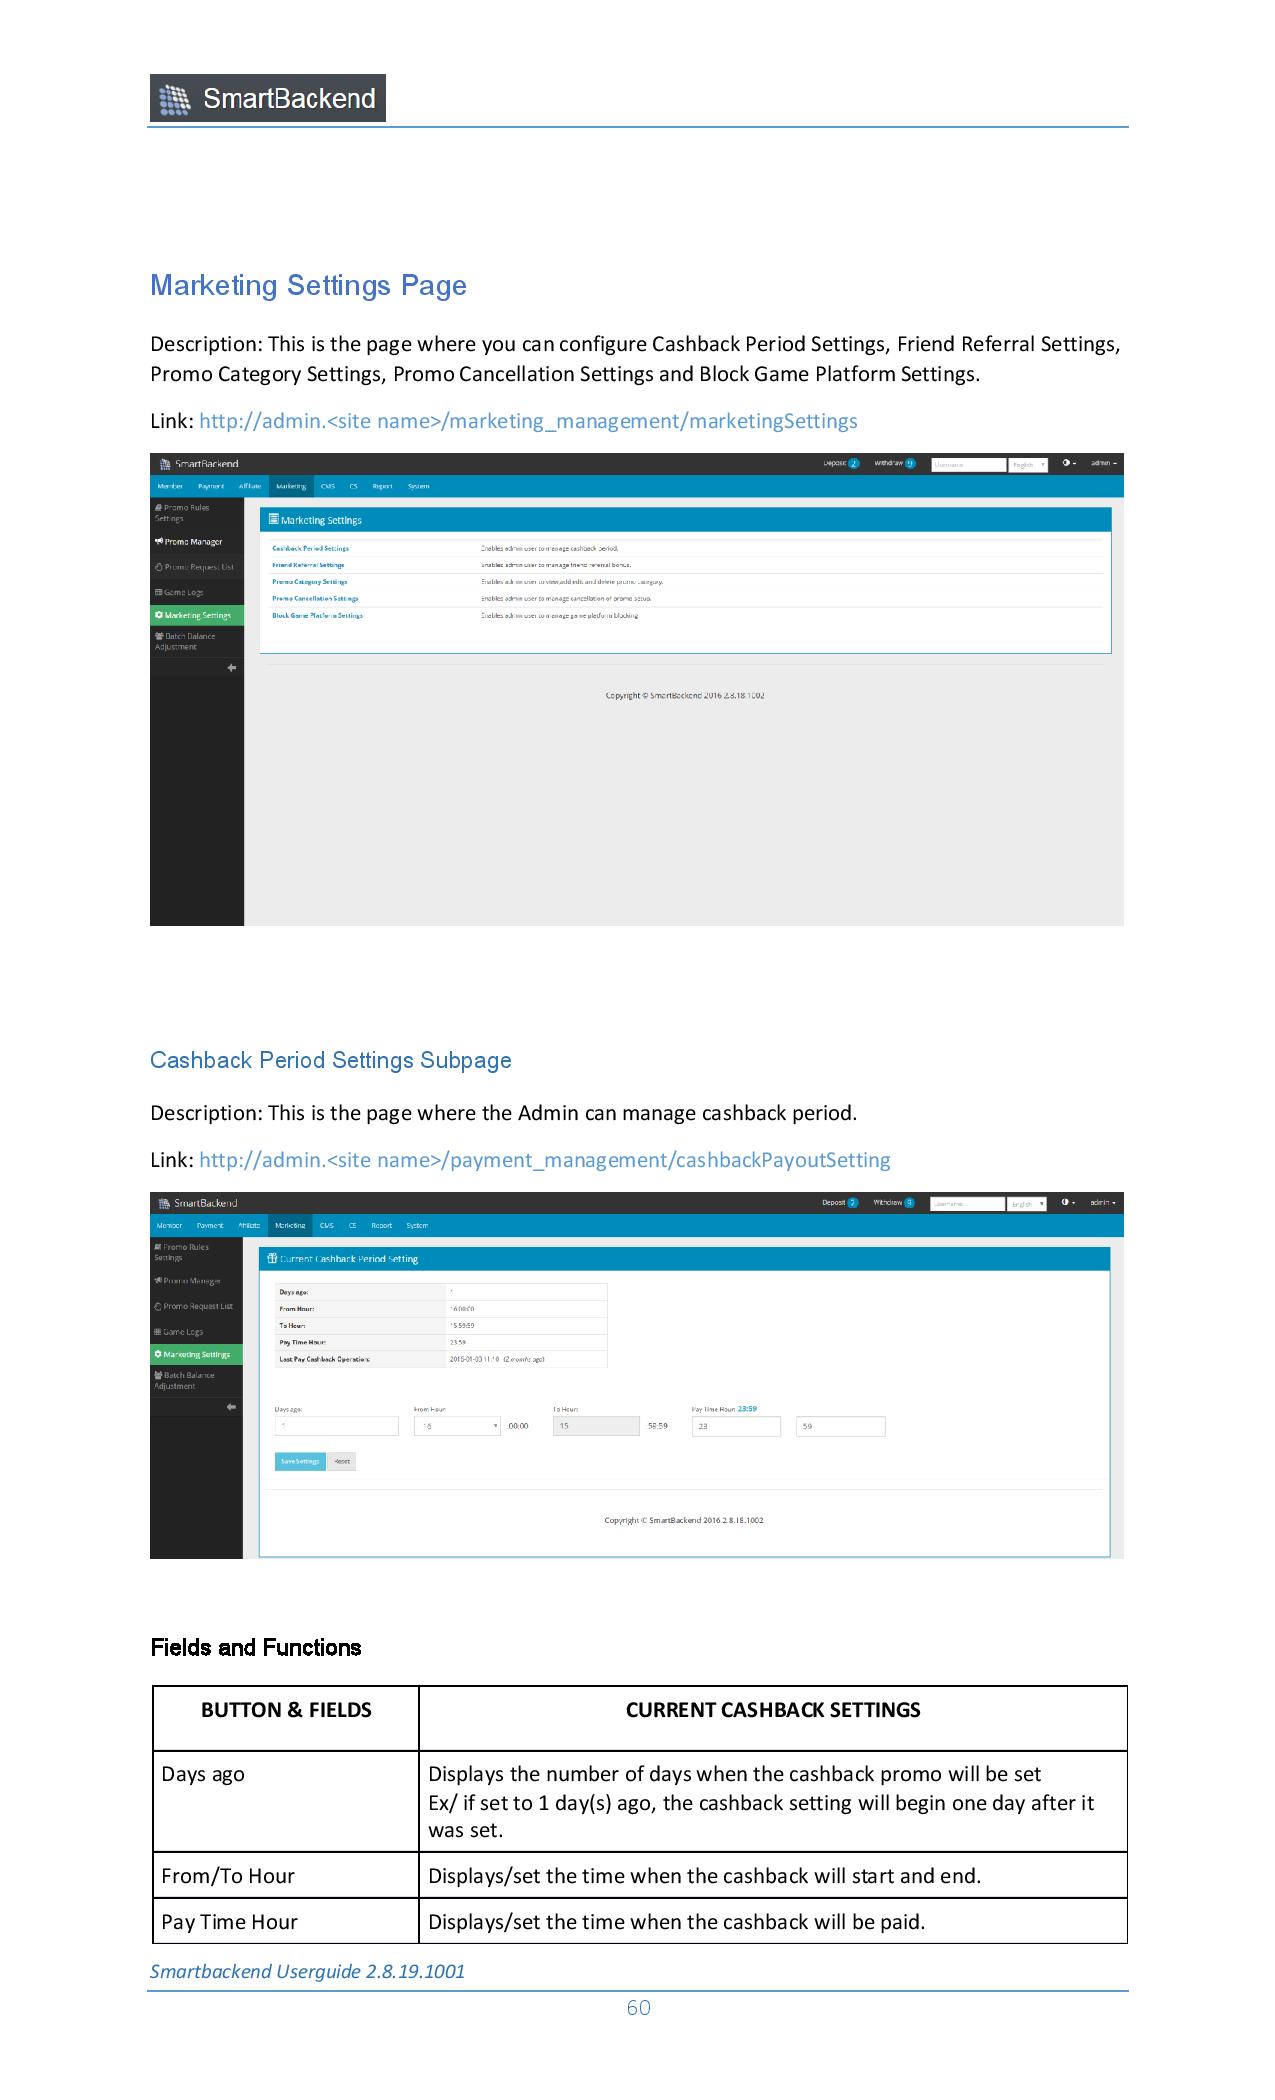 SmartBackend
Marketing Settings Page
Description: This is the page where you can configure Cashback Period Settings, Friend Referral Settings,
Promo Category Settings, Promo Cancellation Settings and Block Game Platform Settings.
Link: http://admin.<site name>/marketing_management/marketingSettings
SmartBackend Deposit 2 Withdraw 9 Username English admin
Member Payment Affiliate Marketing CMS CS Report System
Promo Rules
Settings
Promo Manager
Promo Request List
Game Logs
Marketing Settings
Batch Balance
Adjustment
Marketing Settings
Cashback Period Settings Enables admin user to manage cashback period.
Friend Referral Settings Enables admin user to manage friend referral bonus.
Promo Category Settings Enables admin user to view,add,edit and delete promo category.
Promo Cancellation Settings Enables admin user to manage cancellation of promo setup.
Block Game Platform Settings Enables admin user to manage game platform blocking
Copyright © SmartBackend 2016 2.8.18.1002
Cashback Period Settings Subpage
Description: This is the page where the Admin can manage cashback period.
Link: http://admin.<site name>/payment_management/cashbackPayoutSetting
SmartBackend Deposit Withdraw 9 Username English admin
Member Payment Affiliate Marketing CMS CS Report System
Promo Rules
Settings
Promo Manager
Promo Request List
Game Logs
Marketing Settings
Batch Balance
Adjustment
Current Cashback Period Setting
Days ago: 1
From Hour: 16:00:00
To Hour: 15:59:59
Pay Time Hour: 23:59
Last Pay Cashback Operation: (2 months ago)
Days ago: From Hour: To Hour: Pay Time Hour: 23:59
1 16 :00:00 15 :59:59 23 59
Save Settings Reset
Copyright © SmartBackend 2016 2.8.18.1002
Fields and Functions
BUTTON & FIELDS CURRENT CASHBACK SETTINGS
Days ago Displays the number of days when the cashback promo will be set
Ex/ if set to 1 day(s) ago, the cashback setting will begin one day after it
was set.
From/To Hour Displays/set the time when the cashback will start and end.
Pay Time Hour Displays/set the time when the cashback will be paid.
Smartbackend Userguide 2.8.19.1001
60